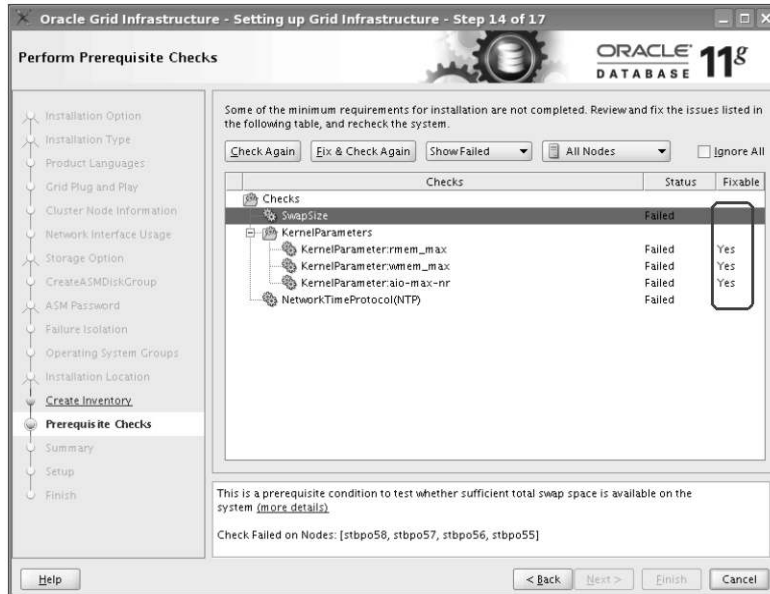 Oracle Grid Infrastructure - Setting up Grid Infrastructure - Step 14 of 17
Perform Prerequisite Checks
ORACLE
DATABASE
11g
Installation Option
Installation Type
Product Languages
Grid Plug and Play
Cluster Node Information
Network Interface Usage
Storage Option
CreateASMDiskGroup
ASM Password
Failure Isolation
Operating System Groups
Installation Location
Create Inventory
Prerequisite Checks
Summary
Setup
Finish
Some of the minimum requirements for installation are not completed. Review and fix the issues listed in
the following table, and recheck the system.
Check Again Fix & Check Again Show Failed All Nodes Ignore All
Checks Status Fixable
Checks
SwapSize Failed
KernelParameters
KernelParameter:rmem_max Failed Yes
KernelParameter:wmem_max Failed Yes
KernelParameter:aio-max-nr Failed Yes
NetworkTimeProtocol(NTP) Failed
This is a prerequisite condition to test whether sufficient total swap space is available on the
system (more details)
Check Failed on Nodes: [stbpo58, stbpo57, stbpo56, stbpo55]
Help < Back Next > Finish Cancel